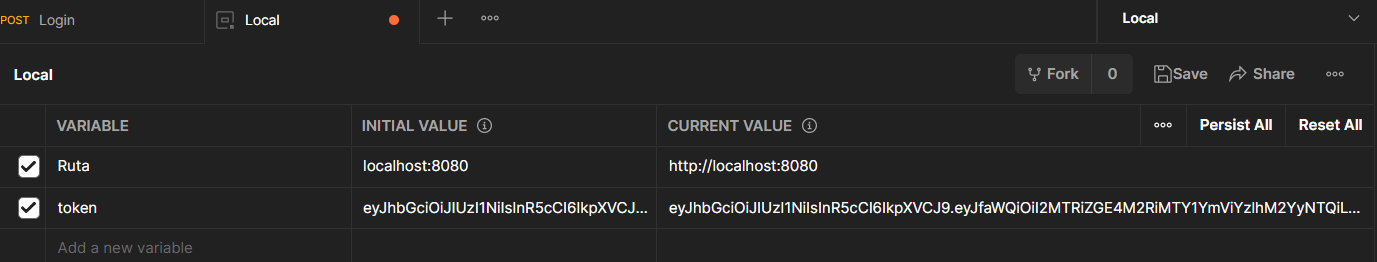 POST Login Local Local
Local Fork 0 Save Share
VARIABLE INITIAL VALUE CURRENT VALUE Persist All Reset All
Ruta localhost:8080 http://localhost:8080
token eyJhbGciOiJIUzI1NiIsInR5cCI6IkpXVCJ... eyJhbGciOiJIUzI1NiIsInR5cCI6IkpXVCJ9.eyJfaWQiOiI2MTRiZGE4M2RiMTY1YmViYzlhM2YyNTQiL...
Add a new variable